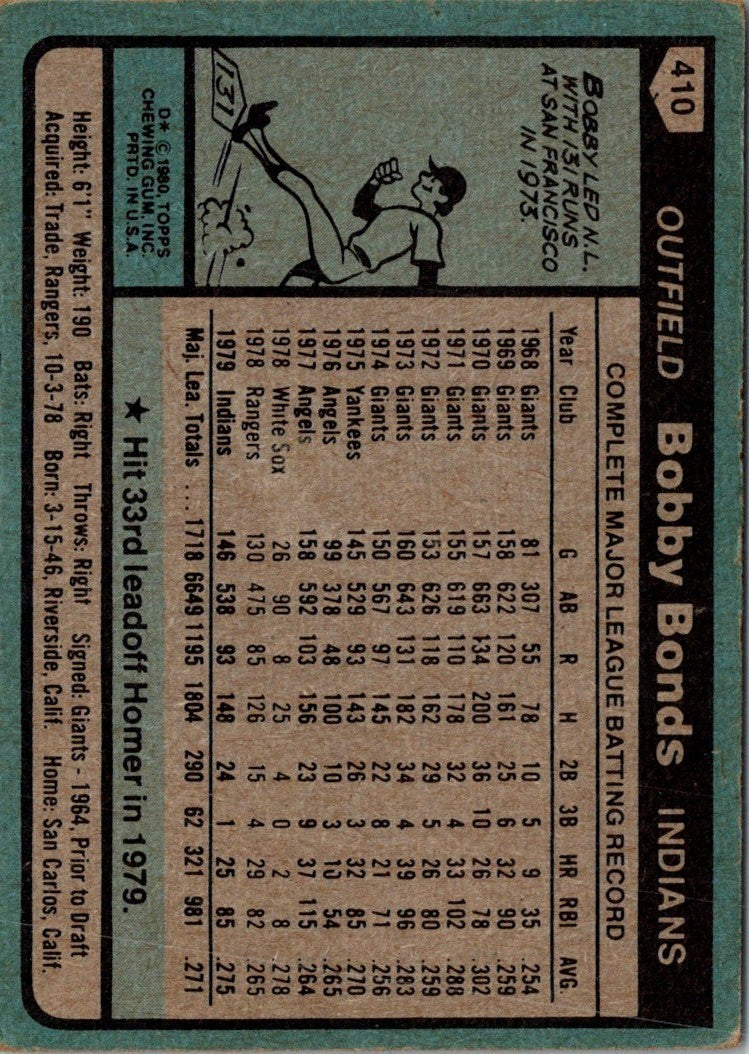 410 OUTFIELD Bobby Bonds INDIANS
BOBBY LED N.L.
WITH 131 RUNS
AT SAN FRANCISCO
IN 1973.
131
D* © 1980, TOPPS
CHEWING GUM, INC.
PRTD. IN U.S.A.
COMPLETE MAJOR LEAGUE BATTING RECORD
Year Club G AB R H 2B 3B HR RBI AVG.
1968 Giants 81 307 55 78 10 5 9 35 .254
1969 Giants 158 622 120 161 25 6 32 90 .259
1970 Giants 157 663 134 200 36 10 26 78 .302
1971 Giants 155 619 110 178 32 4 33 102 .288
1972 Giants 153 626 118 162 29 5 26 80 .259
1973 Giants 160 643 131 182 34 4 39 96 .283
1974 Giants 150 567 97 145 22 8 21 71 .256
1975 Yankees 145 529 93 143 26 3 32 85 .270
1976 Angels 99 378 48 100 10 3 10 54 .265
1977 Angels 158 592 103 156 23 9 37 115 .264
1978 White Sox 26 90 8 25 4 0 2 8 .278
1978 Rangers 130 475 85 126 15 4 29 82 .265
1979 Indians 146 538 93 148 24 1 25 85 .275
Maj. Lea. Totals ... 1718 6649 1195 1804 290 62 321 981 .271
★ Hit 33rd leadoff Homer in 1979.
Height: 6'1" Weight: 190 Bats: Right Throws: Right Signed: Giants - 1964, Prior to Draft
Acquired: Trade, Rangers, 10-3-78 Born: 3-15-46, Riverside, Calif. Home: San Carlos, Calif.